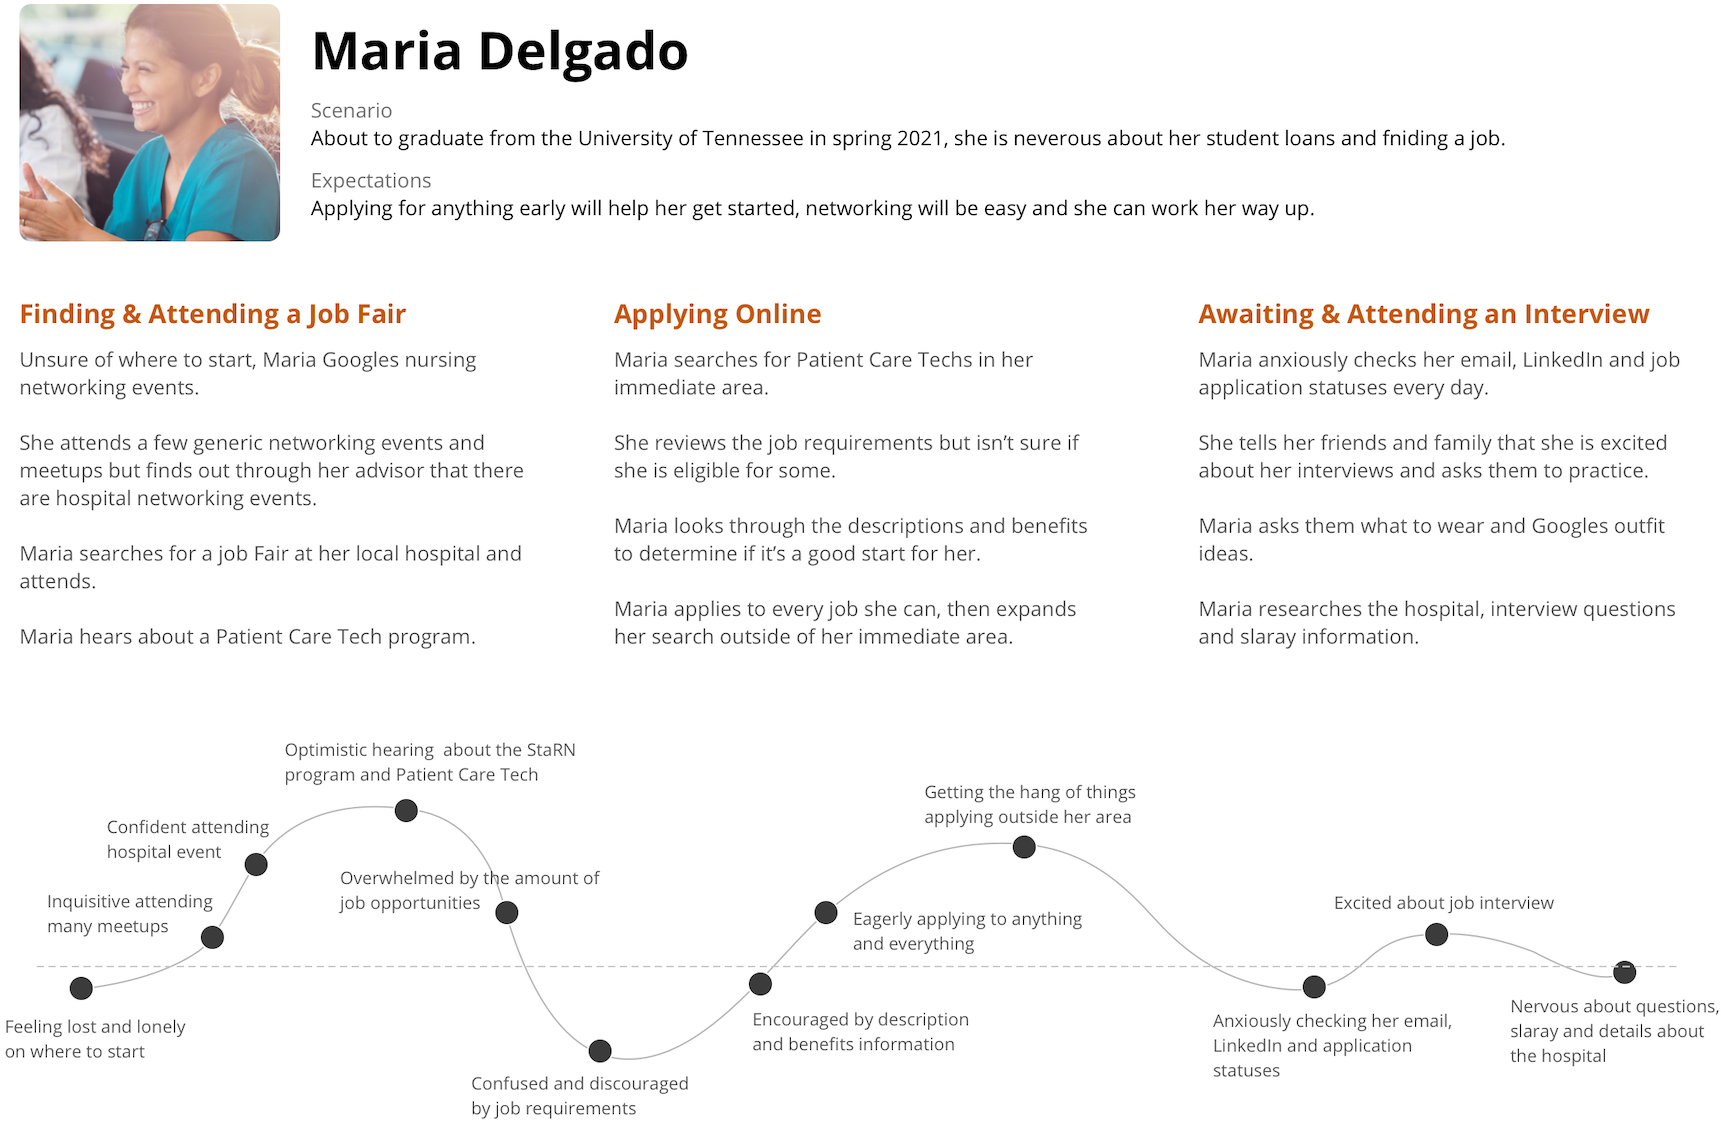 Maria Delgado
Scenario
About to graduate from the University of Tennessee in spring 2021, she is neverous about her student loans and fniding a job.
Expectations
Applying for anything early will help her get started, networking will be easy and she can work her way up.
Finding & Attending a Job Fair
Unsure of where to start, Maria Googles nursing
networking events.
She attends a few generic networking events and
meetups but finds out through her advisor that there
are hospital networking events.
Maria searches for a job Fair at her local hospital and
attends.
Maria hears about a Patient Care Tech program.
Applying Online
Maria searches for Patient Care Techs in her
immediate area.
She reviews the job requirements but isn’t sure if
she is eligible for some.
Maria looks through the descriptions and benefits
to determine if it’s a good start for her.
Maria applies to every job she can, then expands
her search outside of her immediate area.
Awaiting & Attending an Interview
Maria anxiously checks her email, LinkedIn and job
application statuses every day.
She tells her friends and family that she is excited
about her interviews and asks them to practice.
Maria asks them what to wear and Googles outfit
ideas.
Maria researches the hospital, interview questions
and slaray information.
Feeling lost and lonely
on where to start
Inquisitive attending
many meetups
Confident attending
hospital event
Optimistic hearing  about the StaRN
program and Patient Care Tech
Overwhelmed by the amount of
job opportunities
Confused and discouraged
by job requirements
Encouraged by description
and benefits information
Eagerly applying to anything
and everything
Getting the hang of things
applying outside her area
Anxiously checking her email,
LinkedIn and application
statuses
Excited about job interview
Nervous about questions,
slaray and details about
the hospital